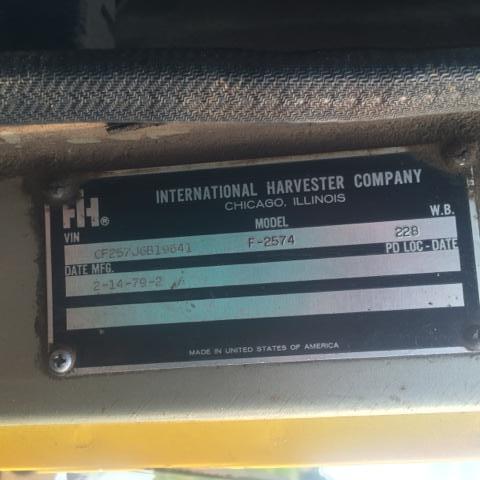 INTERNATIONAL HARVESTER COMPANY
IH®
CHICAGO, ILLINOIS
VIN MODEL W.B.
CF257JGB19841 F-2574 228
DATE MFG. PD LOC-DATE
2-14-79-2
MADE IN UNITED STATES OF AMERICA